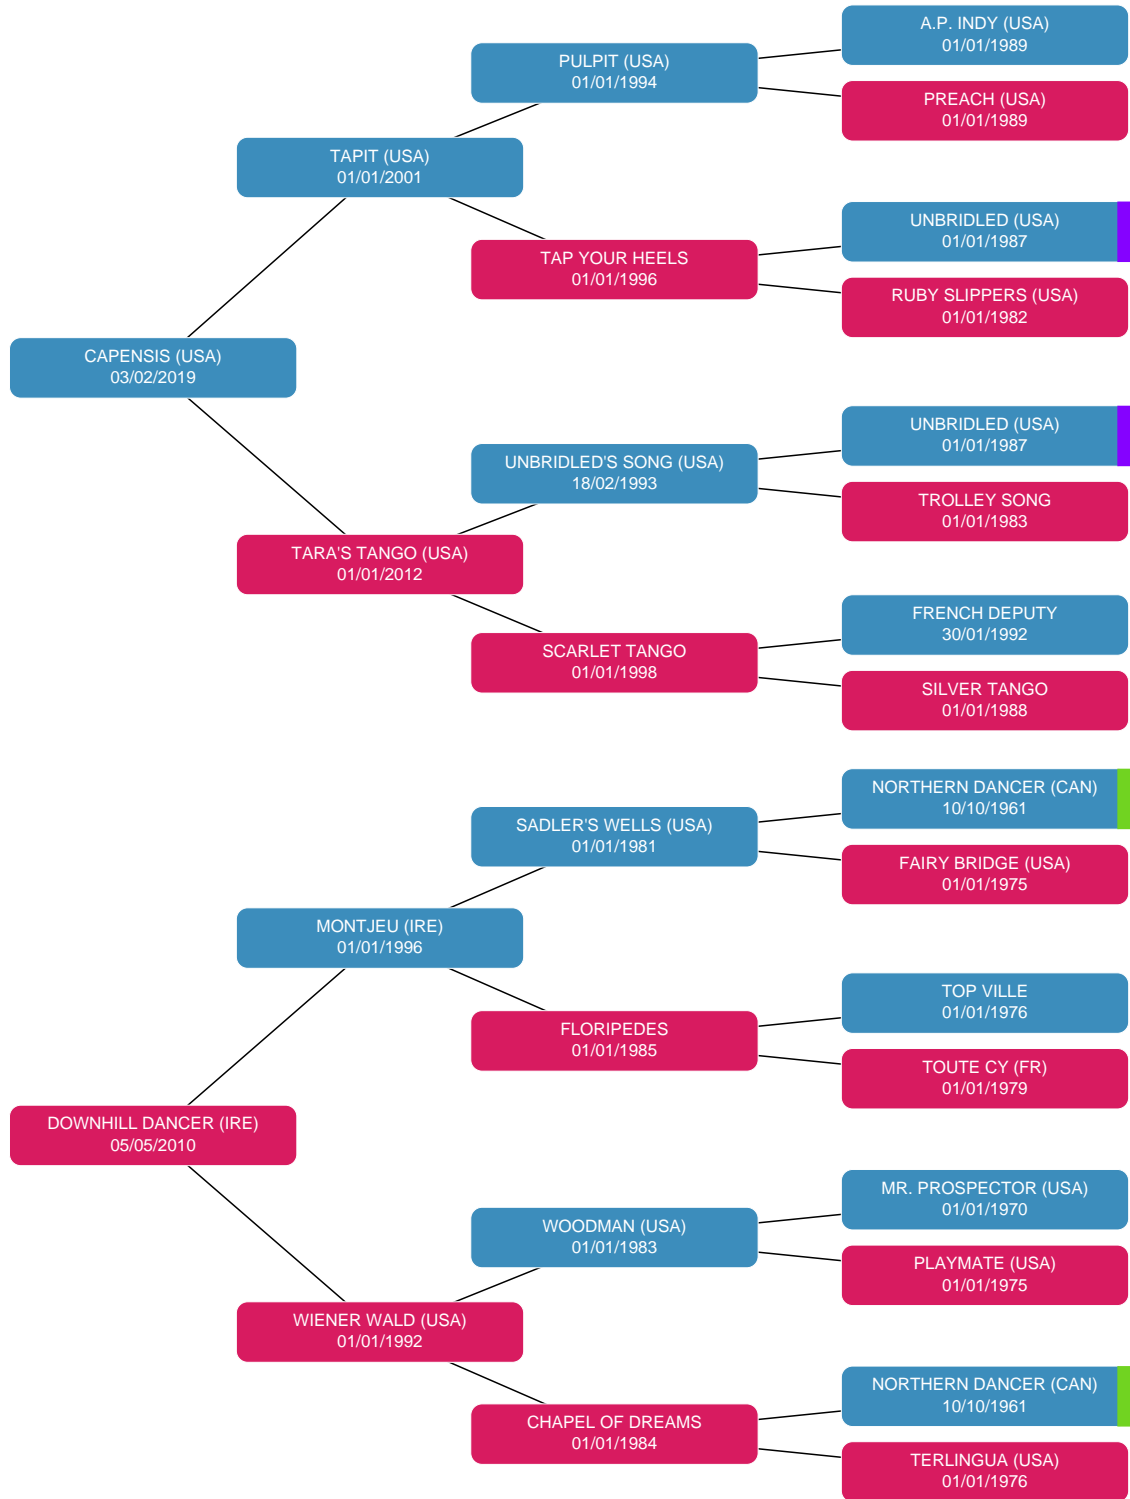 A.P. INDY (USA)
01/01/1989
PULPIT (USA)
01/01/1994
PREACH (USA)
01/01/1989
TAPIT (USA)
01/01/2001
UNBRIDLED (USA)
01/01/1987
TAP YOUR HEELS
01/01/1996
RUBY SLIPPERS (USA)
01/01/1982
CAPENSIS (USA)
03/02/2019
UNBRIDLED (USA)
01/01/1987
UNBRIDLED'S SONG (USA)
18/02/1993
TROLLEY SONG
01/01/1983
TARA'S TANGO (USA)
01/01/2012
FRENCH DEPUTY
30/01/1992
SCARLET TANGO
01/01/1998
SILVER TANGO
01/01/1988
NORTHERN DANCER (CAN)
10/10/1961
SADLER'S WELLS (USA)
01/01/1981
FAIRY BRIDGE (USA)
01/01/1975
MONTJEU (IRE)
01/01/1996
TOP VILLE
01/01/1976
FLORIPEDES
01/01/1985
TOUTE CY (FR)
01/01/1979
DOWNHILL DANCER (IRE)
05/05/2010
MR. PROSPECTOR (USA)
01/01/1970
WOODMAN (USA)
01/01/1983
PLAYMATE (USA)
01/01/1975
WIENER WALD (USA)
01/01/1992
NORTHERN DANCER (CAN)
10/10/1961
CHAPEL OF DREAMS
01/01/1984
TERLINGUA (USA)
01/01/1976